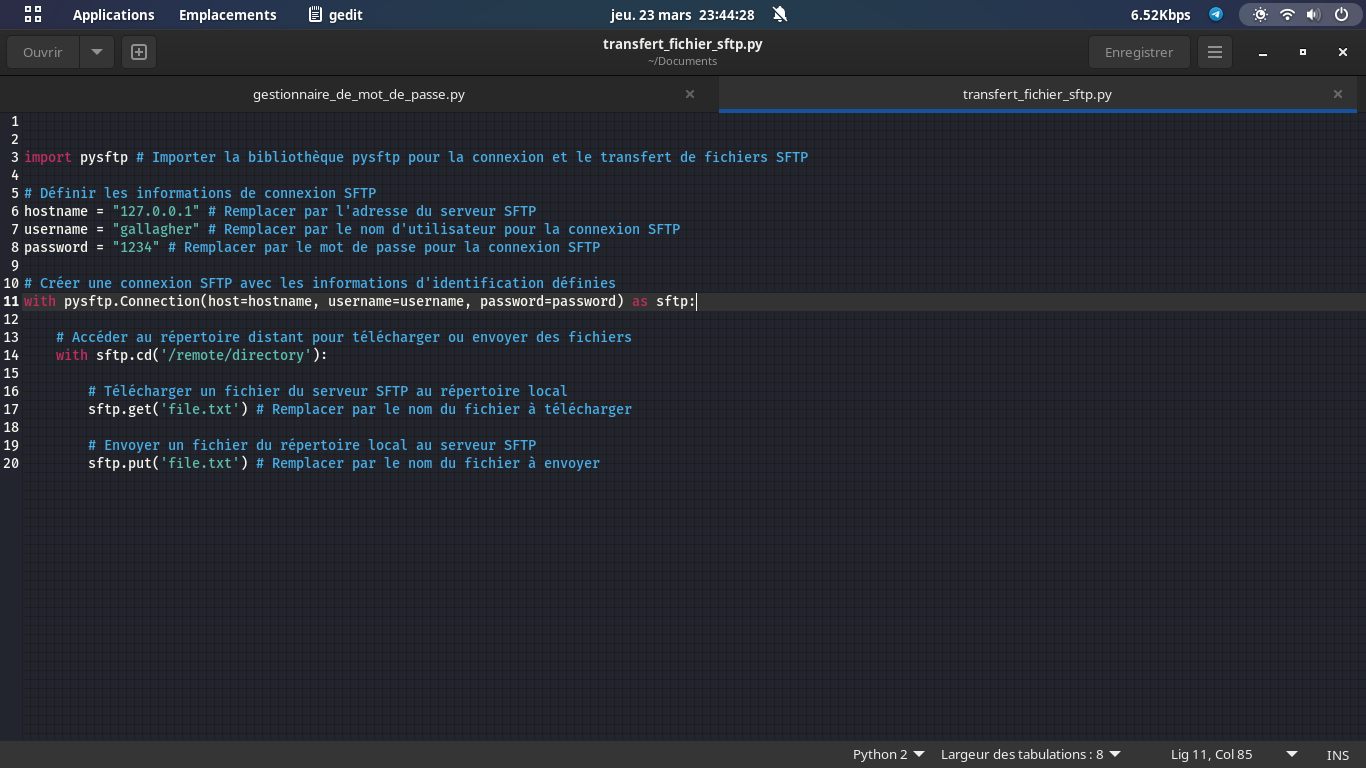 Applications Emplacements gedit jeu. 23 mars 23:44:28 6.52Kbps
Ouvrir transfert_fichier_sftp.py Enregistrer
~/Documents
gestionnaire_de_mot_de_passe.py transfert_fichier_sftp.py
1
2
3 import pysftp # Importer la bibliothèque pysftp pour la connexion et le transfert de fichiers SFTP
4
5 # Définir les informations de connexion SFTP
6 hostname = "127.0.0.1" # Remplacer par l'adresse du serveur SFTP
7 username = "gallagher" # Remplacer par le nom d'utilisateur pour la connexion SFTP
8 password = "1234" # Remplacer par le mot de passe pour la connexion SFTP
9
10 # Créer une connexion SFTP avec les informations d'identification définies
11 with pysftp.Connection(host=hostname, username=username, password=password) as sftp:
12
13     # Accéder au répertoire distant pour télécharger ou envoyer des fichiers
14     with sftp.cd('/remote/directory'):
15
16         # Télécharger un fichier du serveur SFTP au répertoire local
17         sftp.get('file.txt') # Remplacer par le nom du fichier à télécharger
18
19         # Envoyer un fichier du répertoire local au serveur SFTP
20         sftp.put('file.txt') # Remplacer par le nom du fichier à envoyer
Python 2 Largeur des tabulations : 8 Lig 11, Col 85 INS